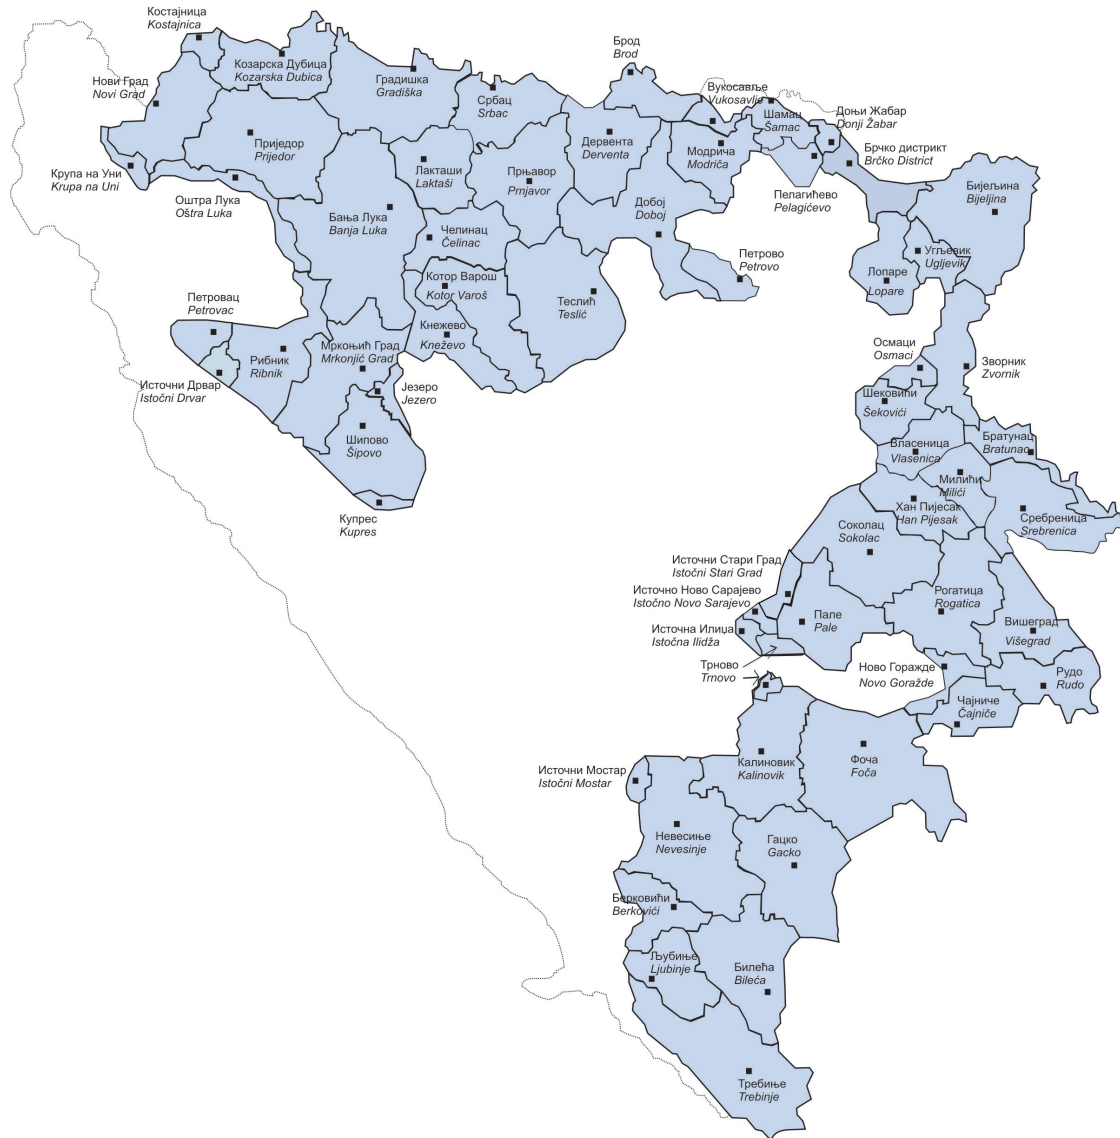 Костајница
Kostajnica
Козарска Дубица
Kozarska Dubica
Нови Град
Novi Grad
Градишка
Gradiška
Србац
Srbac
Брод
Brod
Вукосавље
Vukosavlje
Шамац
Šamac
Доњи Жабар
Donji Žabar
Брчко дистрикт
Brčko District
Приједор
Prijedor
Дервента
Derventa
Модрича
Modriča
Крупа на Уни
Krupa na Uni
Лакташи
Laktaši
Прњавор
Prnjavor
Пелагићево
Pelagićevo
Бијељина
Bijeljina
Оштра Лука
Oštra Luka
Бања Лука
Banja Luka
Добој
Doboj
Челинац
Čelinac
Петрово
Petrovo
Угљевик
Ugljevik
Лопаре
Lopare
Котор Варош
Kotor Varoš
Теслић
Teslić
Петровац
Petrovac
Кнежево
Kneževo
Рибник
Ribnik
Мркоњић Град
Mrkonjić Grad
Осмаци
Osmaci
Зворник
Zvornik
Источни Дрвар
Istočni Drvar
Језеро
Jezero
Шековићи
Šekovići
Шипово
Šipovo
Власеница
Vlasenica
Братунац
Bratunac
Милићи
Milići
Купрес
Kupres
Хан Пијесак
Han Pijesak
Соколац
Sokolac
Сребреница
Srebrenica
Источни Стари Град
Istočni Stari Grad
Источно Ново Сарајево
Istočno Novo Sarajevo
Рогатица
Rogatica
Пале
Pale
Вишеград
Višegrad
Источна Илиџа
Istočna Ilidža
Трново
Trnovo
Ново Горажде
Novo Goražde
Рудо
Rudo
Чајниче
Čajniče
Источни Мостар
Istočni Mostar
Калиновик
Kalinovik
Фоча
Foča
Невесиње
Nevesinje
Гацко
Gacko
Берковићи
Berkovići
Љубиње
Ljubinje
Билећа
Bileća
Требиње
Trebinje